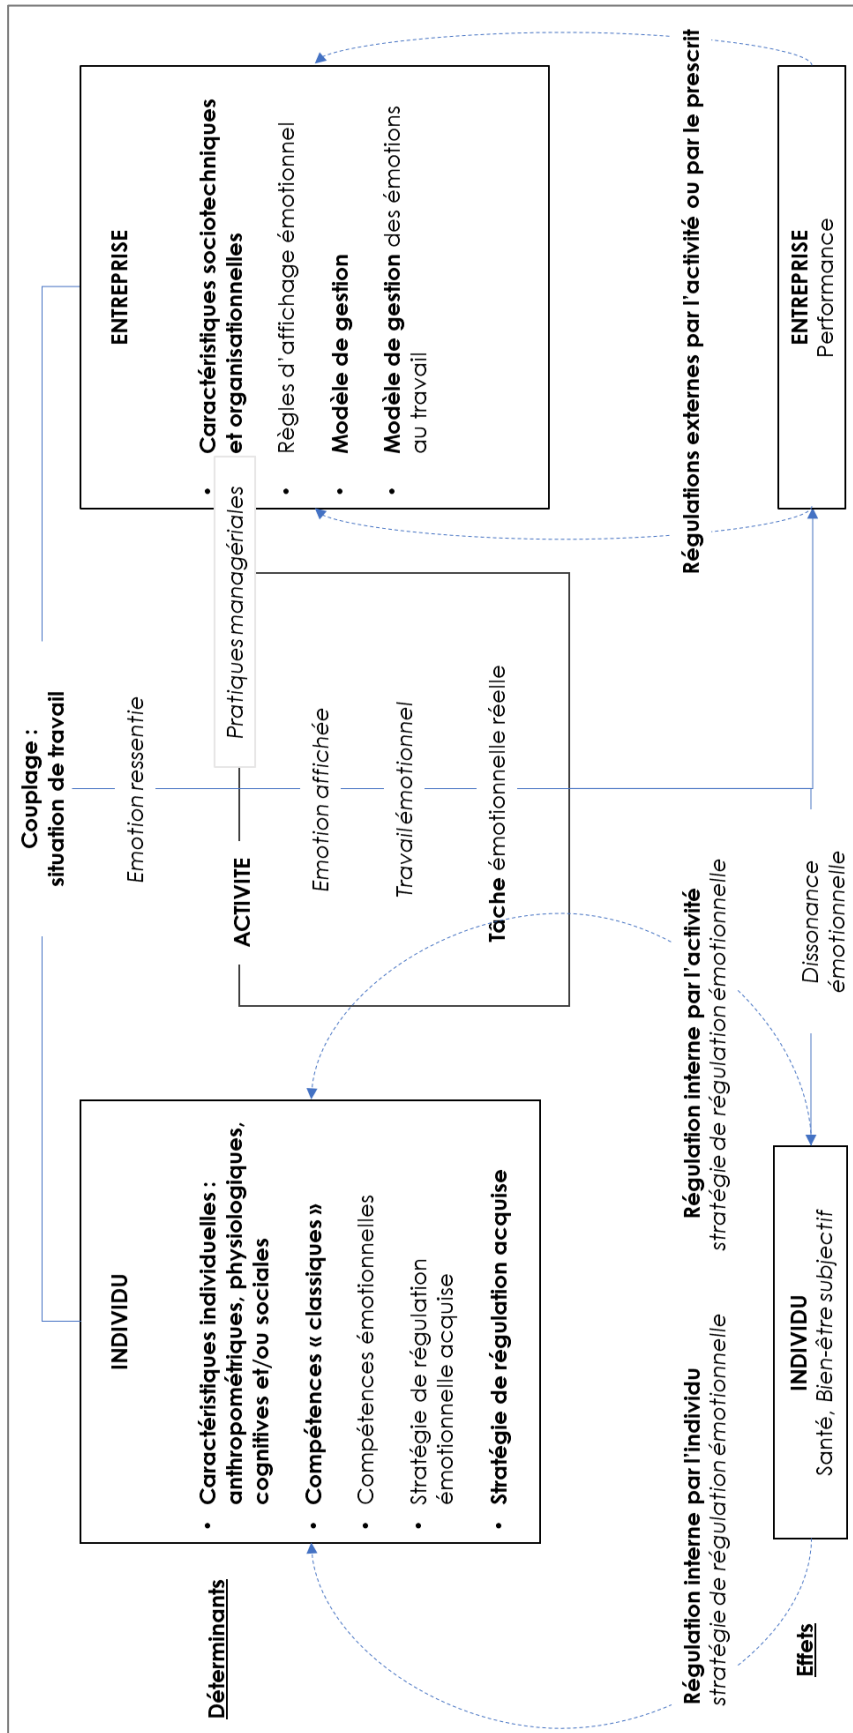 Couplage :
situation de travail
Emotion ressentie
Déterminants
INDIVIDU
• Caractéristiques individuelles :
anthropométriques, physiologiques,
cognitives et/ou sociales
• Compétences « classiques »
• Compétences émotionnelles
• Stratégie de régulation
émotionnelle acquise
• Stratégie de régulation acquise
ACTIVITE
Pratiques managériales
Emotion affichée
Travail émotionnel
Tâche émotionnelle réelle
ENTREPRISE
• Caractéristiques sociotechniques
et organisationnelles
• Règles d'affichage émotionnel
• Modèle de gestion
• Modèle de gestion des émotions
au travail
Régulation interne par l'individu
stratégie de régulation émotionnelle
Régulation interne par l'activité
stratégie de régulation émotionnelle
Régulations externes par l'activité ou par le prescrit
Effets
INDIVIDU
Santé, Bien-être subjectif
Dissonance
émotionnelle
ENTREPRISE
Performance